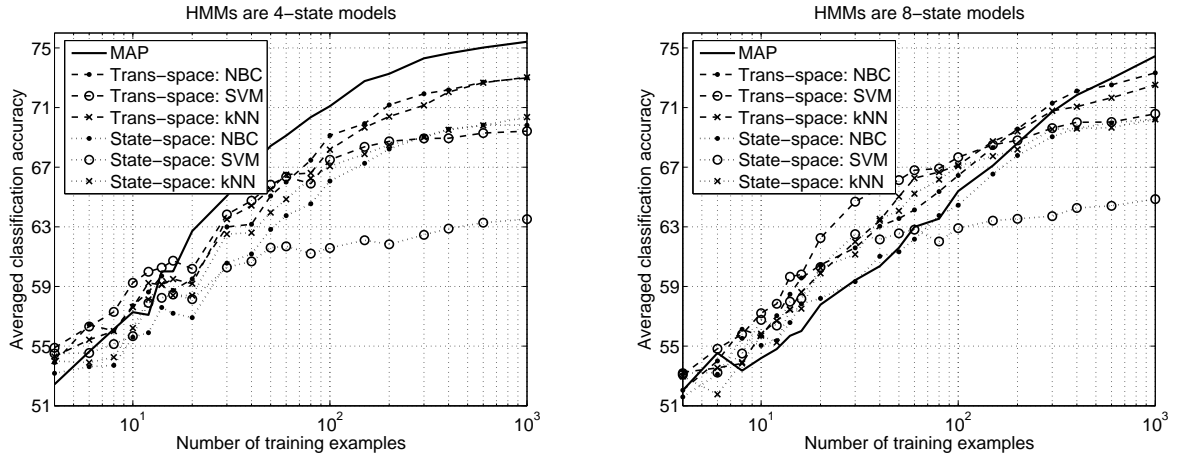 HMMs are 4−state models
75
71
67
63
59
55
51
Averaged classification accuracy
MAP
Trans−space: NBC
Trans−space: SVM
Trans−space: kNN
State−space: NBC
State−space: SVM
State−space: kNN
10^1
10^2
10^3
Number of training examples
HMMs are 8−state models
75
71
67
63
59
55
51
Averaged classification accuracy
MAP
Trans−space: NBC
Trans−space: SVM
Trans−space: kNN
State−space: NBC
State−space: SVM
State−space: kNN
10^1
10^2
10^3
Number of training examples